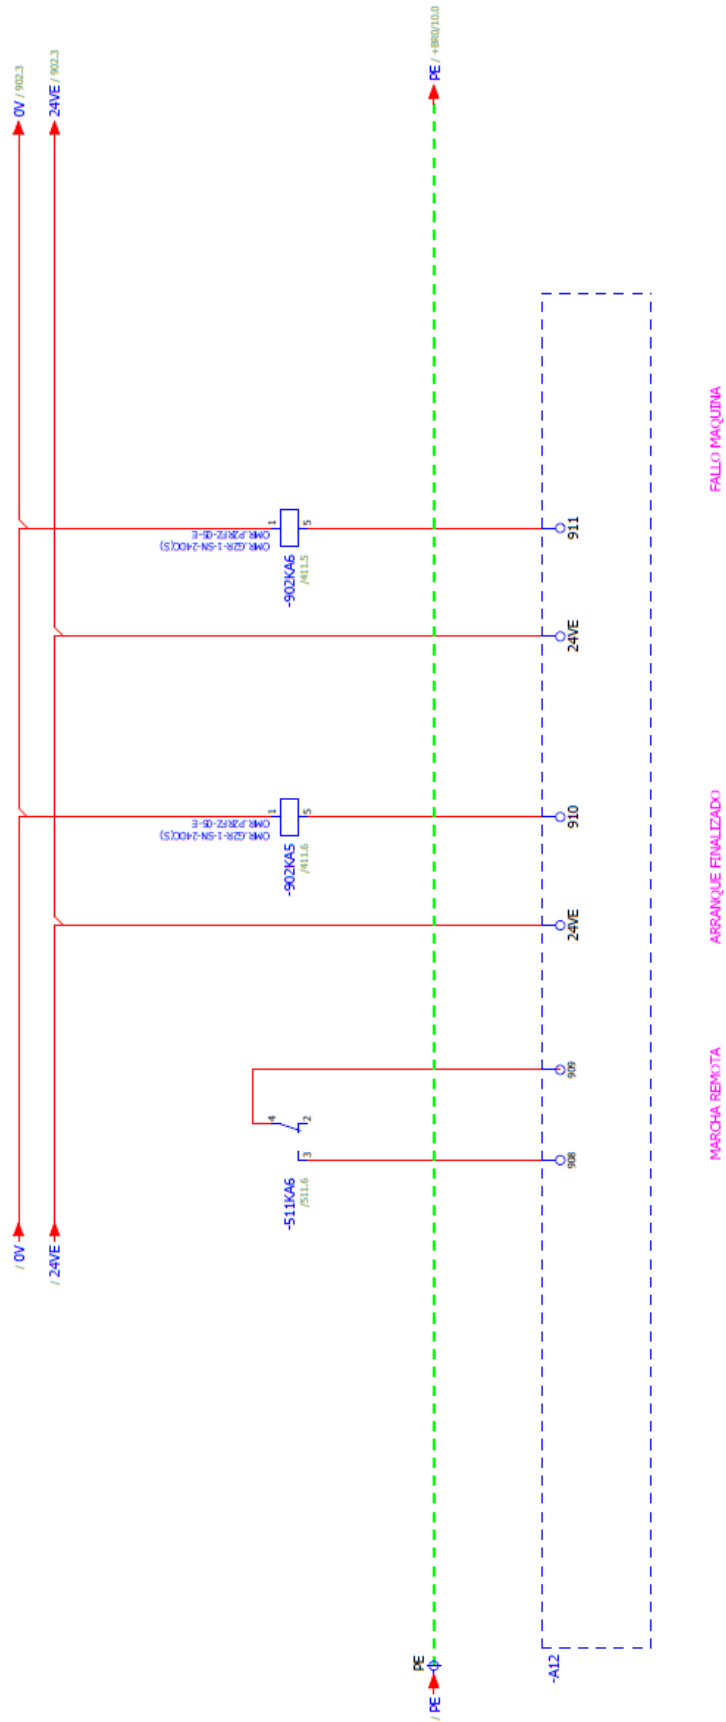 / 0V
0V / 902.3
/ 24VE
24VE / 902.3
-511KA6
/511.6
3
4
2
-902KA5
/411.6
OMR.G2R-1-SN-24DC(S)
OMR.P2RFZ-05-E
1
5
-902KA6
/411.5
OMR.G2R-1-SN-24DC(S)
OMR.P2RFZ-05-E
1
5
/ PE
PE
PE / +BR0/10.0
-A12
908
909
24VE
910
24VE
911
MARCHA REMOTA
ARRANQUE FINALIZADO
FALLO MAQUINA